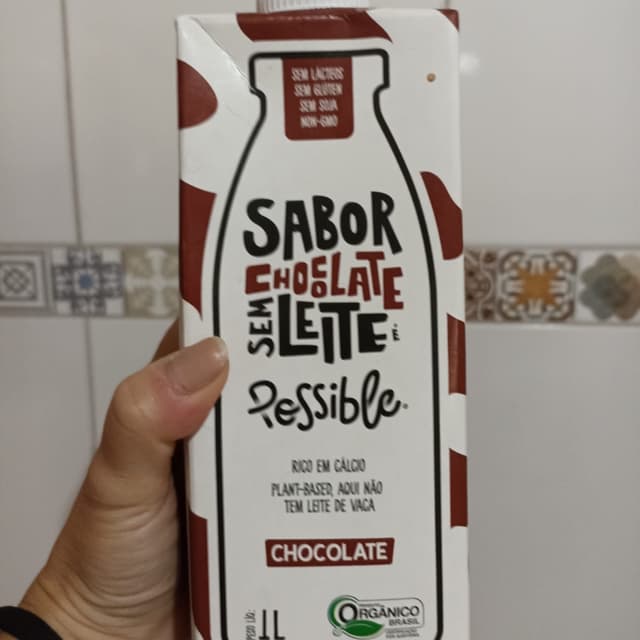 SEM LÁCTEOS
SEM GLÚTEN
SEM SOJA
NON-GMO
SABOR
CHOCOLATE
SEM LEITE É
Possible.
RICO EM CÁLCIO
PLANT-BASED, AQUI NÃO
TEM LEITE DE VACA
CHOCOLATE
1L
PRODUTO
ORGÂNICO
BRASIL